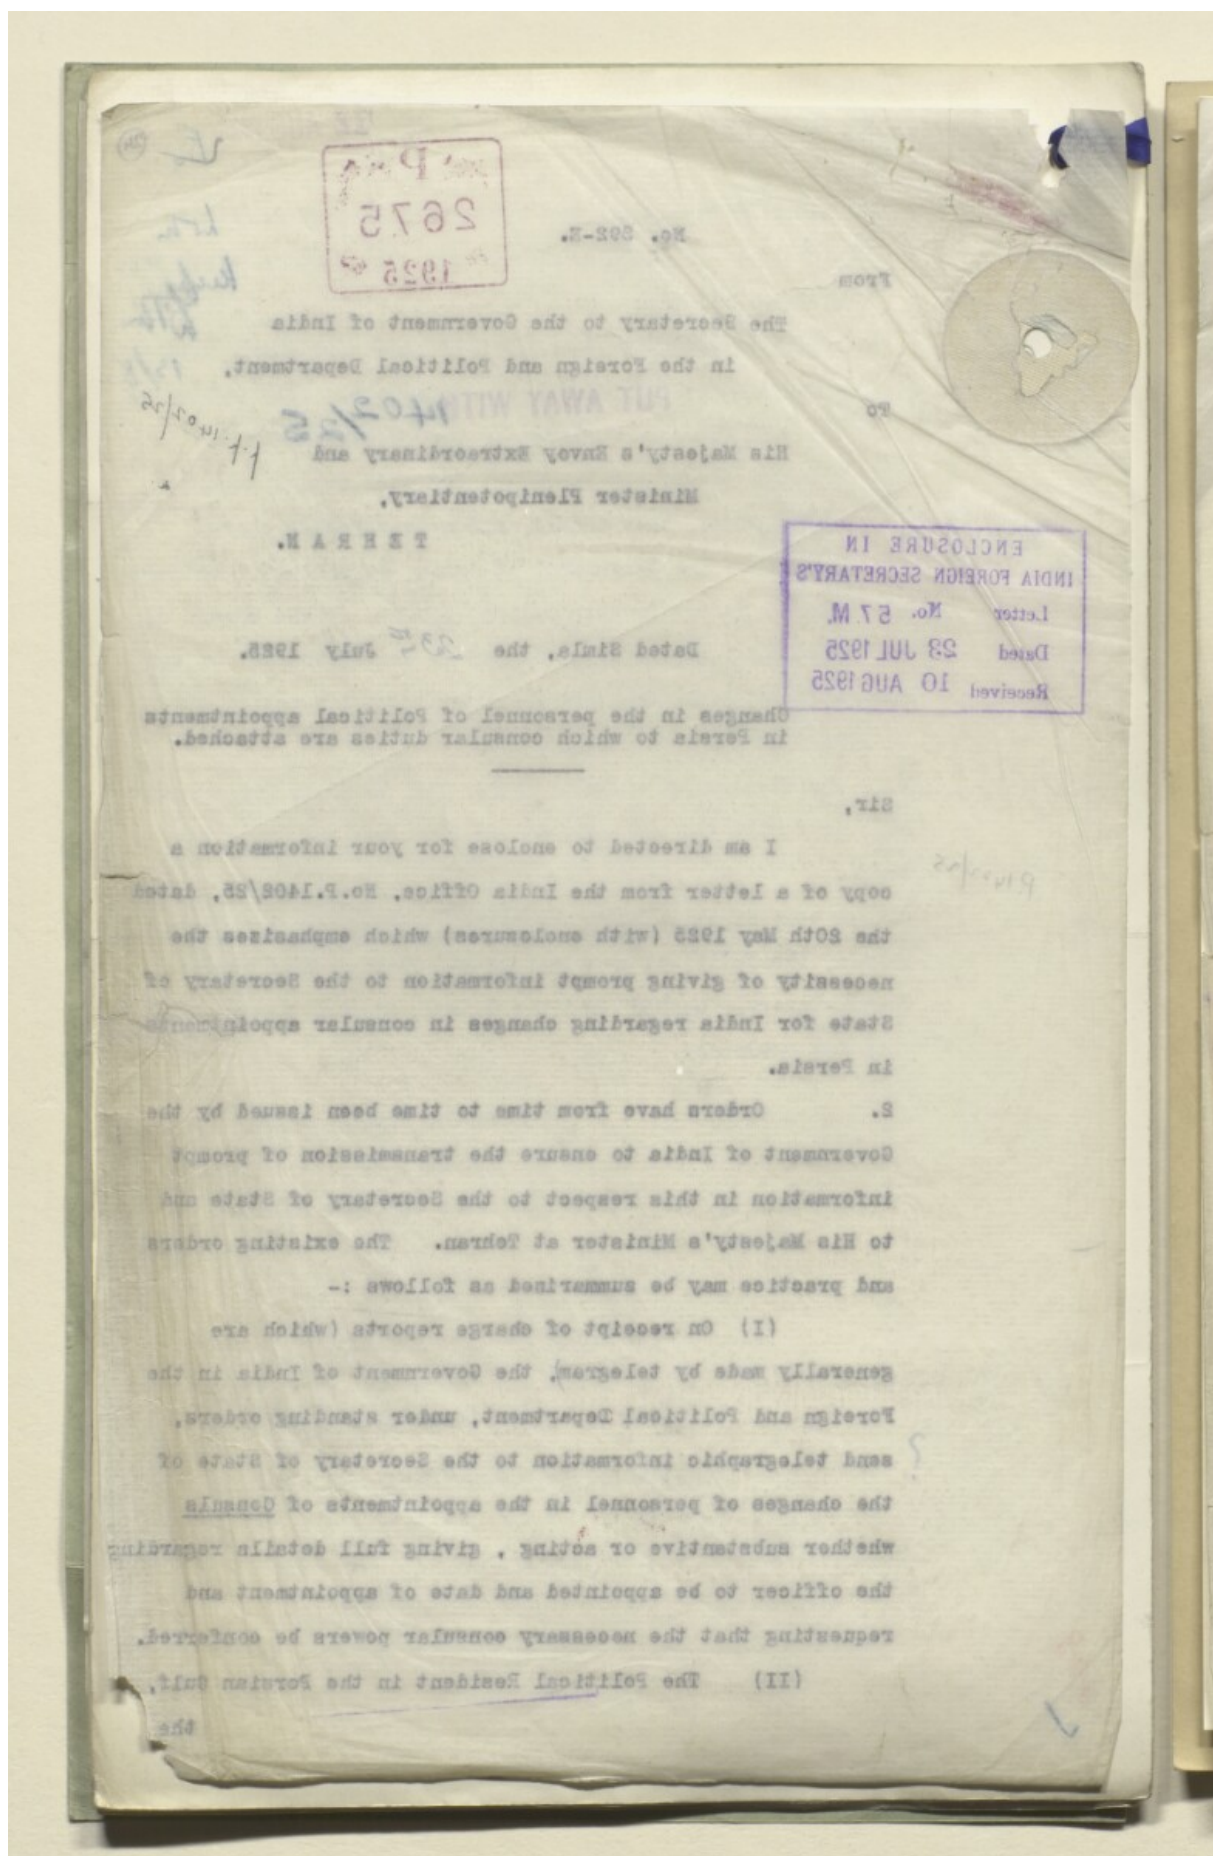 2675
1925
No. 392-E.
From
The Secretary to the Government of India
in the Foreign and Political Department,
PUT AWAY WITH
1402/25
To
p.p. 1402/25
His Majesty's Envoy Extraordinary and
Minister Plenipotentiary,
T E H R A N.
ENCLOSURE IN
INDIA FOREIGN SECRETARY'S
Letter No. 57 M.
Dated 23 JUL 1925
Received 10 AUG 1925
Dated Simla, the 23rd July 1925.
Changes in the personnel of Political appointments
in Persia to which consular duties are attached.
Sir,
I am directed to enclose for your information a
copy of a letter from the India Office, No.P.1402/25, dated
P1402/25
the 20th May 1925 (with enclosures) which emphasizes the
necessity of giving prompt information to the Secretary of
State for India regarding changes in consular appointments
in Persia.
2. Orders have from time to time been issued by the
Government of India to ensure the transmission of prompt
information in this respect to the Secretary of State and
to His Majesty's Minister at Tehran. The existing orders
and practice may be summarised as follows :-
(I) On receipt of charge reports (which are
generally made by telegram), the Government of India in the
Foreign and Political Department, under standing orders,
send telegraphic information to the Secretary of State of
?
the changes of personnel in the appointments of Consuls
whether substantive or acting , giving full details regarding
the officer to be appointed and date of appointment and
requesting that the necessary consular powers be conferred.
(II) The Political Resident in the Persian Gulf,
the